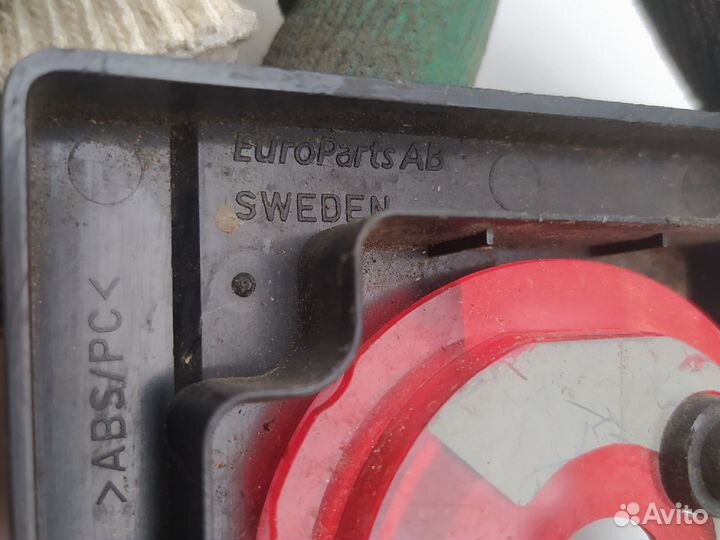 EuroParts AB
SWEDEN
>ABS/PC<
Avito